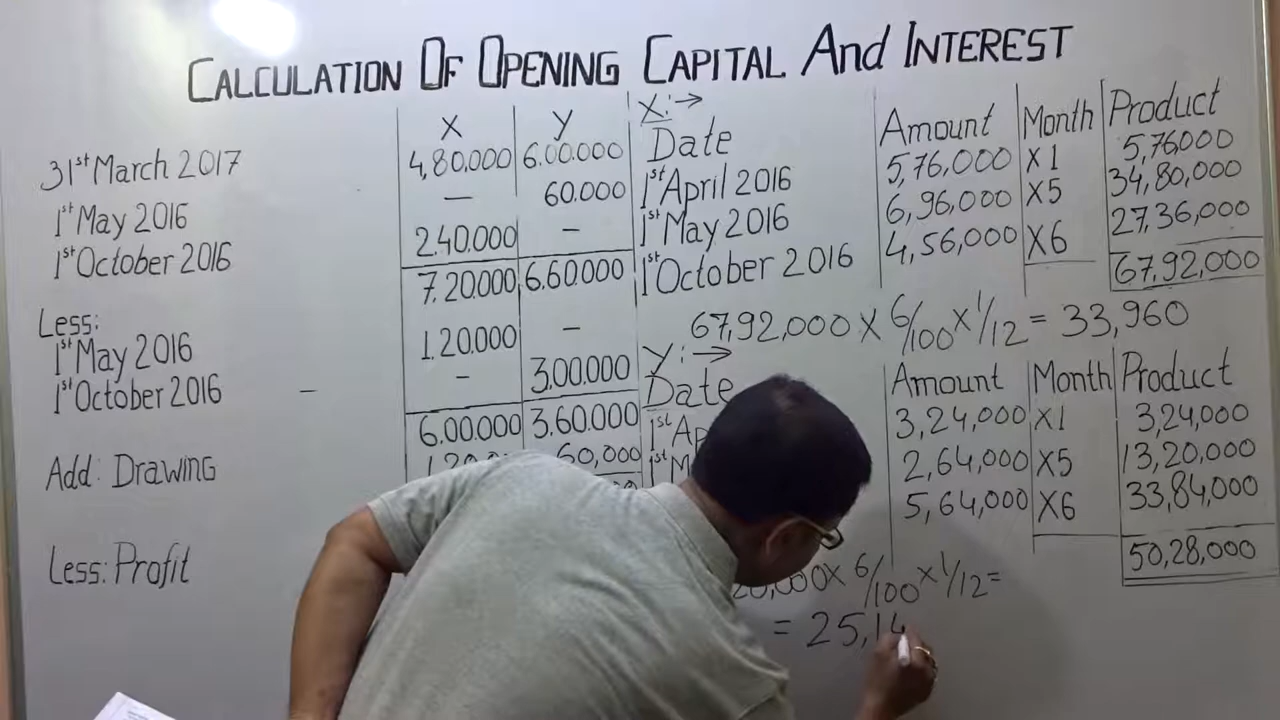 CALCULATION OF OPENING CAPITAL And INTEREST
X Y
31st March 2017 4,80.000 6.00.000
1st May 2016 — 60.000
1st October 2016 2.40.000 –
7.20.000 6.60.000
Less:
1st May 2016 1.20.000 –
1st October 2016 – - 3.00.000
6.00.000 3.60.000
Add: Drawing 60,000
Less: Profit
X:→
Date Amount Month Product
1st April 2016 5,76,000 X1 5,76,000
1st May 2016 6,96,000 X5 34,80,000
1st October 2016 4,56,000 X6 27,36,000
67,92,000
67,92,000 X 6/100 X 1/12 = 33,960
Y:→
Date Amount Month Product
1st Ap 3,24,000 X1 3,24,000
1st M 2,64,000 X5 13,20,000
5,64,000 X6 33,84,000
50,28,000
X 6/100 X 1/12 =
= 25,14